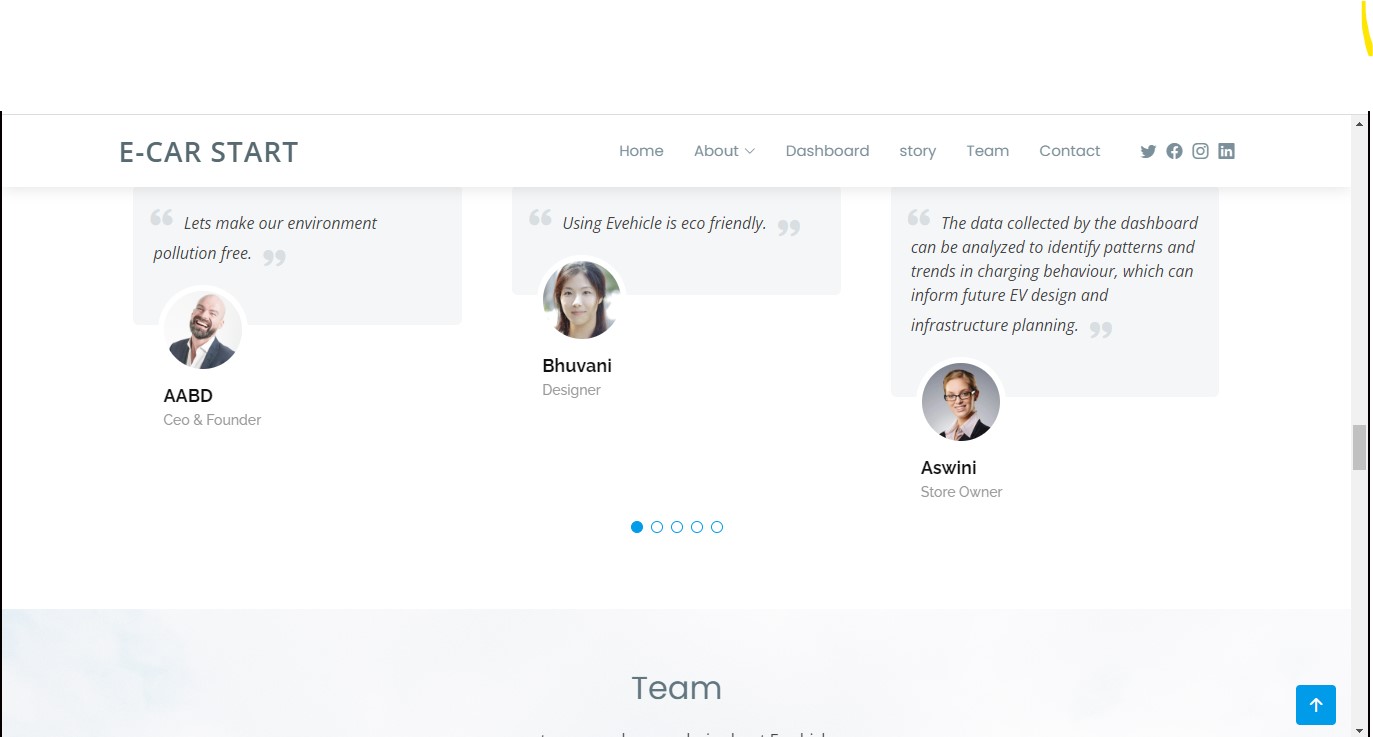 E-CAR START
Home About Dashboard story Team Contact
Lets make our environment
pollution free.
AABD
Ceo & Founder
Using Evehicle is eco friendly.
Bhuvani
Designer
The data collected by the dashboard
can be analyzed to identify patterns and
trends in charging behaviour, which can
inform future EV design and
infrastructure planning.
Aswini
Store Owner
Team